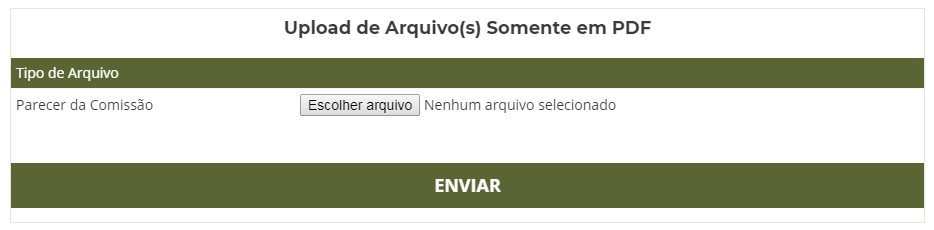 Upload de Arquivo(s) Somente em PDF
Tipo de Arquivo
Parecer da Comissão Escolher arquivo Nenhum arquivo selecionado
ENVIAR